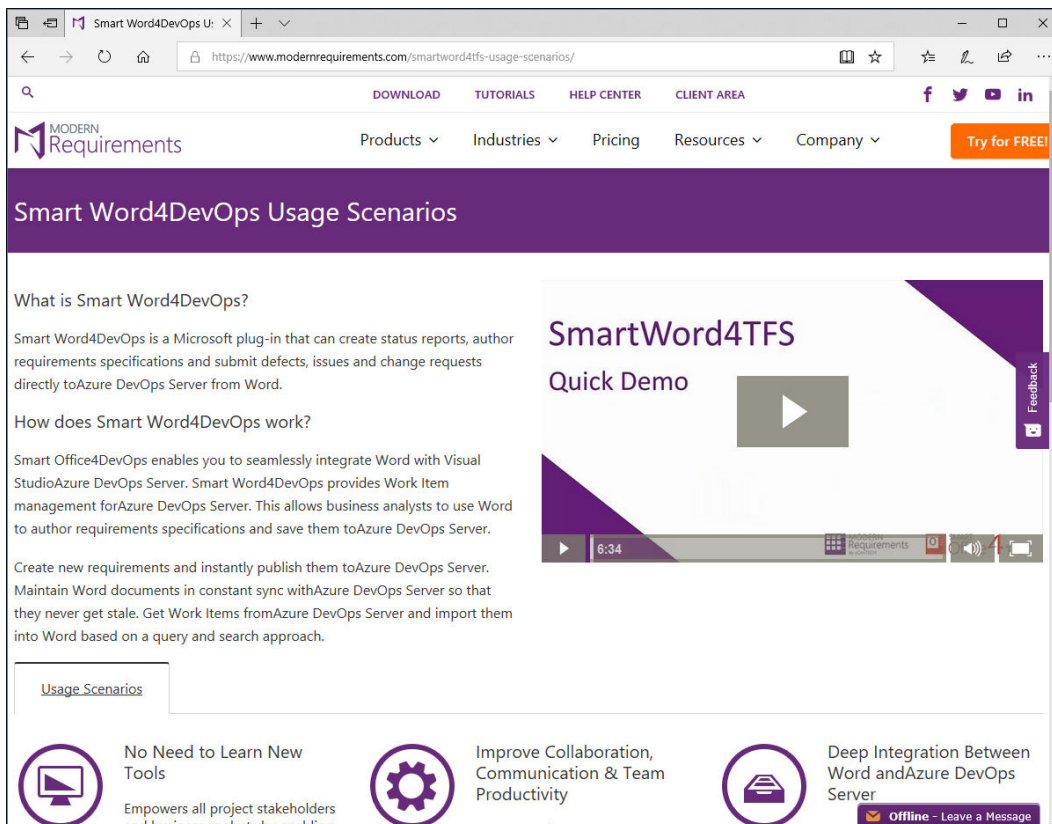 Smart Word4DevOps U:
https://www.modernrequirements.com/smartword4tfs-usage-scenarios/
DOWNLOAD TUTORIALS HELP CENTER CLIENT AREA
MODERN
Requirements
Products Industries Pricing Resources Company
Try for FREE!
Smart Word4DevOps Usage Scenarios
What is Smart Word4DevOps?
Smart Word4DevOps is a Microsoft plug-in that can create status reports, author
requirements specifications and submit defects, issues and change requests
directly toAzure DevOps Server from Word.
How does Smart Word4DevOps work?
Smart Office4DevOps enables you to seamlessly integrate Word with Visual
StudioAzure DevOps Server. Smart Word4DevOps provides Work Item
management forAzure DevOps Server. This allows business analysts to use Word
to author requirements specifications and save them toAzure DevOps Server.
Create new requirements and instantly publish them toAzure DevOps Server.
Maintain Word documents in constant sync withAzure DevOps Server so that
they never get stale. Get Work Items fromAzure DevOps Server and import them
into Word based on a query and search approach.
SmartWord4TFS
Quick Demo
6:34
MODERN
Requirements
Feedback
Usage Scenarios
No Need to Learn New
Tools
Empowers all project stakeholders
Improve Collaboration,
Communication & Team
Productivity
Deep Integration Between
Word andAzure DevOps
Server
Offline - Leave a Message